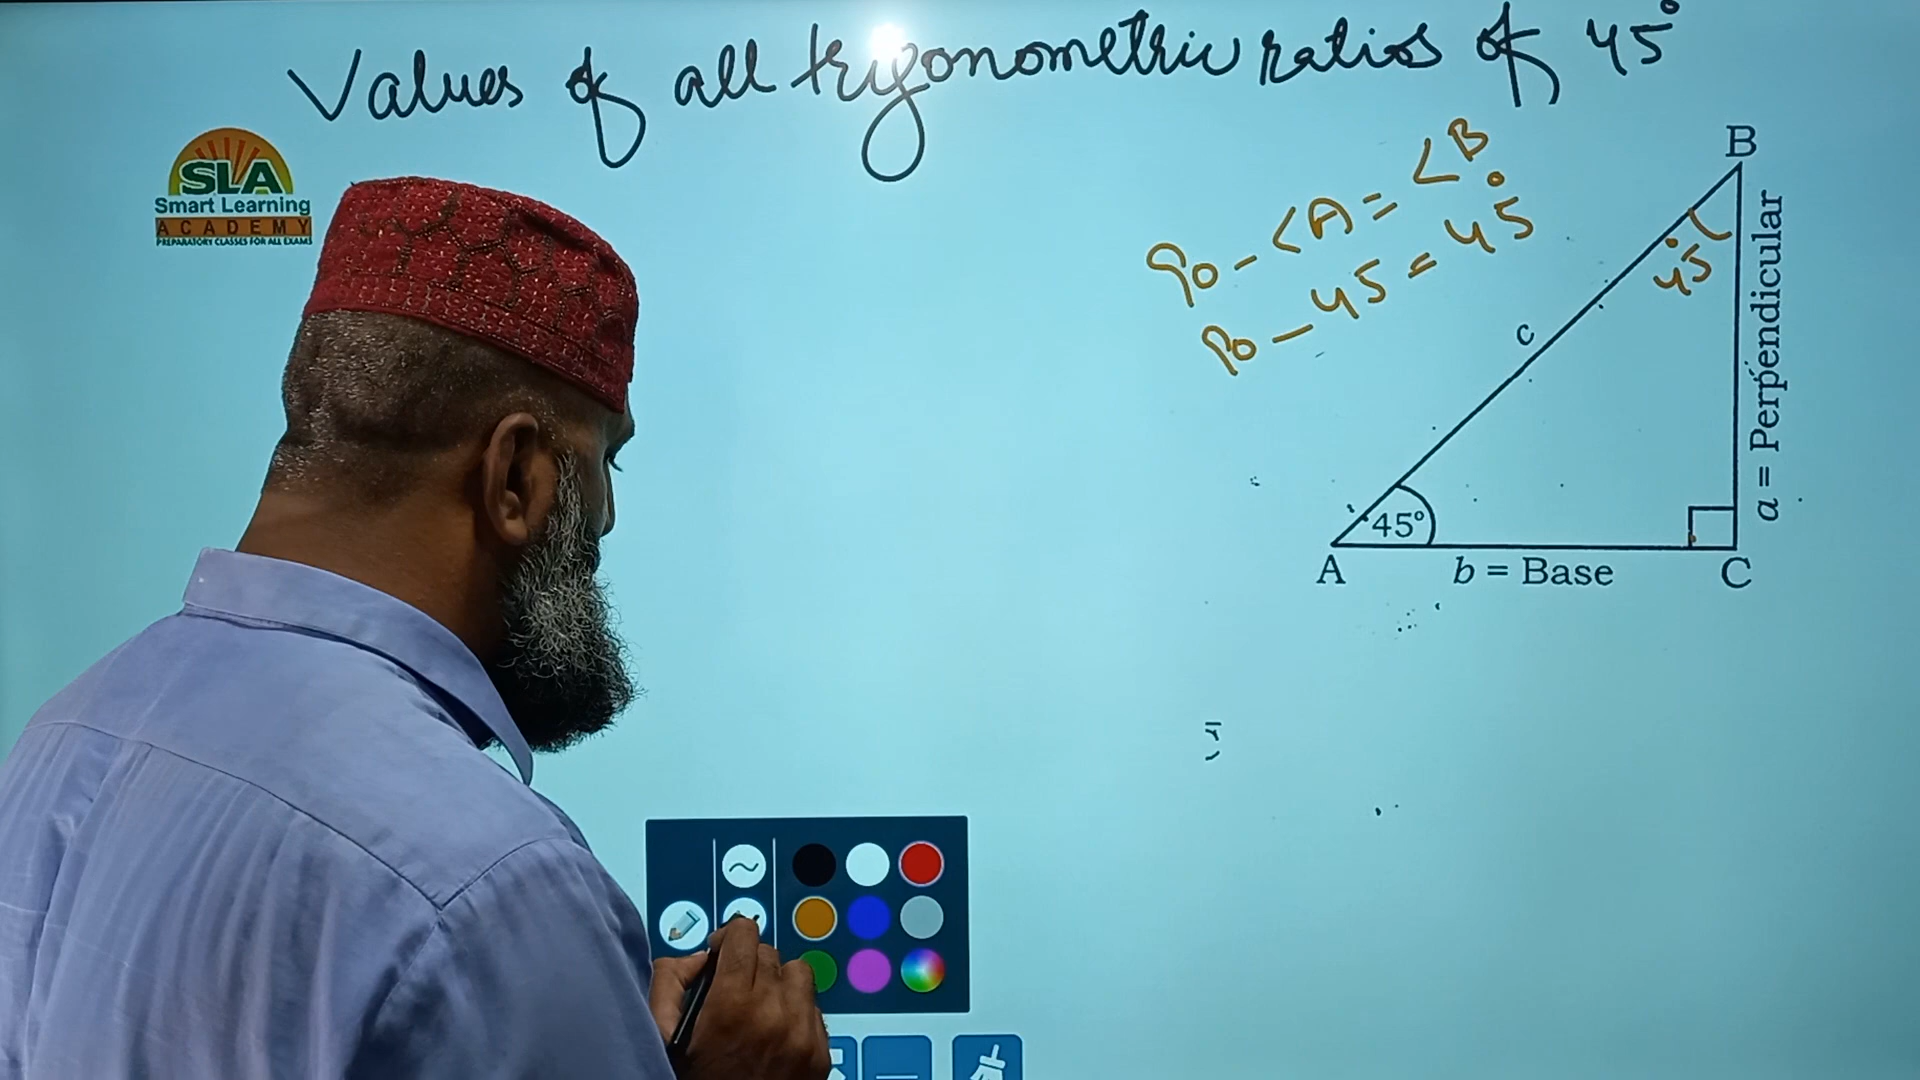 Values of all trigonometric ratios of 45°
SLA
Smart Learning
ACADEMY
PREPARATORY CLASSES FOR ALL EXAMS
90 - <A = <B
90 - 45 = 45°
B
45°
c
a = Perpendicular
45°
A
b = Base
C